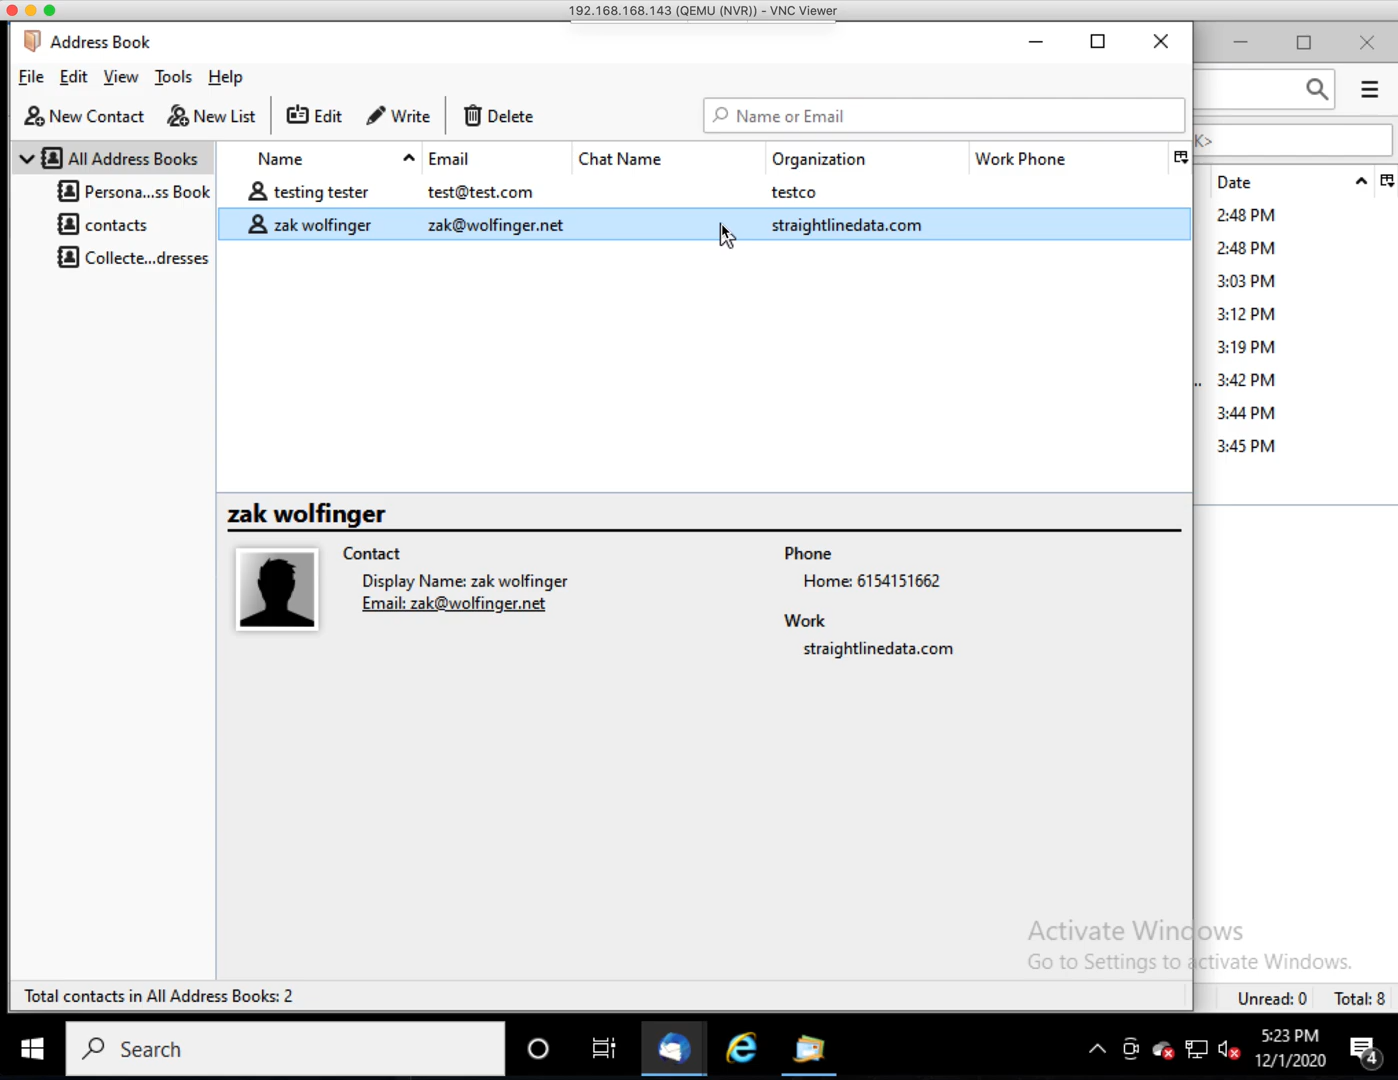 192.168.168.143 (QEMU (NVR)) - VNC Viewer
Address Book
File Edit View Tools Help
New Contact New List Edit Write Delete Name or Email
K>
All Address Books
Name Email Chat Name Organization Work Phone
Date
Persona...ss Book
testing tester test@test.com testco
2:48 PM
contacts
zak wolfinger zak@wolfinger.net straightlinedata.com
2:48 PM
Collecte...dresses
3:03 PM
3:12 PM
3:19 PM
.. 3:42 PM
3:44 PM
3:45 PM
zak wolfinger
Contact
Display Name: zak wolfinger
Email: zak@wolfinger.net
Phone
Home: 6154151662
Work
straightlinedata.com
Activate Windows
Go to Settings to activate Windows.
Total contacts in All Address Books: 2
Unread: 0 Total: 8
Search
5:23 PM
12/1/2020
4